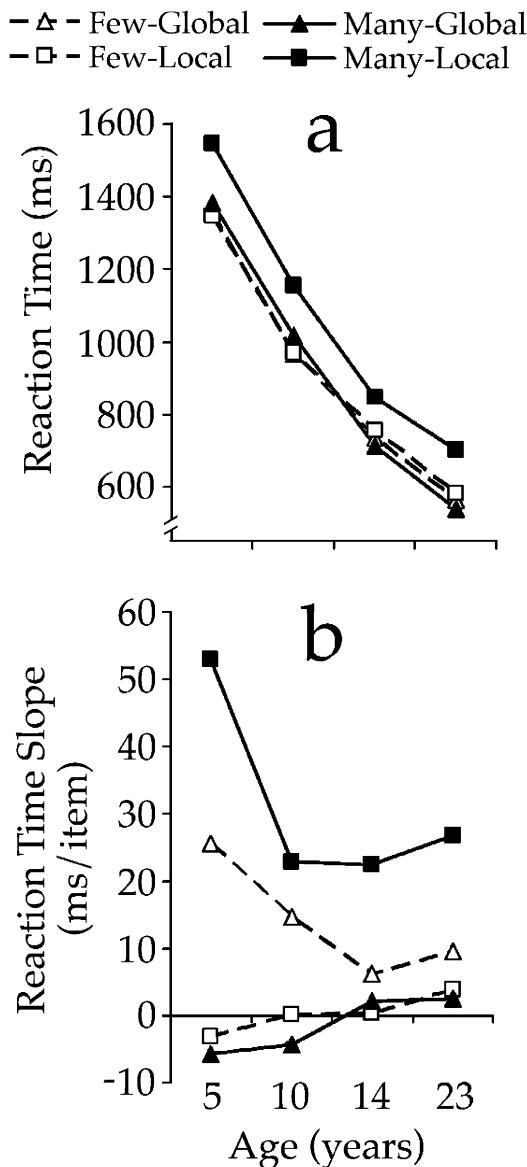 Few-Global Many-Global
Few-Local Many-Local
a
Reaction Time (ms)
1600
1400
1200
1000
800
600
b
Reaction Time Slope
(ms/item)
60
50
40
30
20
10
0
-10
5 10 14 23
Age (years)